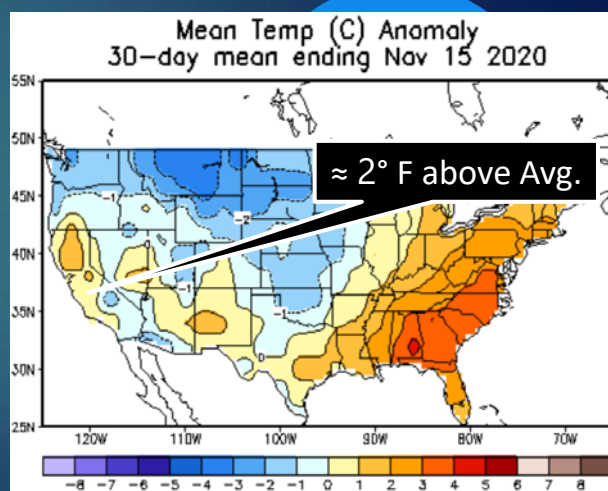 Mean Temp (C) Anomaly
30-day mean ending Nov 15 2020
55N
50N
≈ 2° F above Avg.
-1
45N
-2
0
40N
-1
35N
-1
0
30N
25N
120W 110W 100W 90W 80W 70W
-8 -7 -6 -5 -4 -3 -2 -1 0 1 2 3 4 5 6 7 8